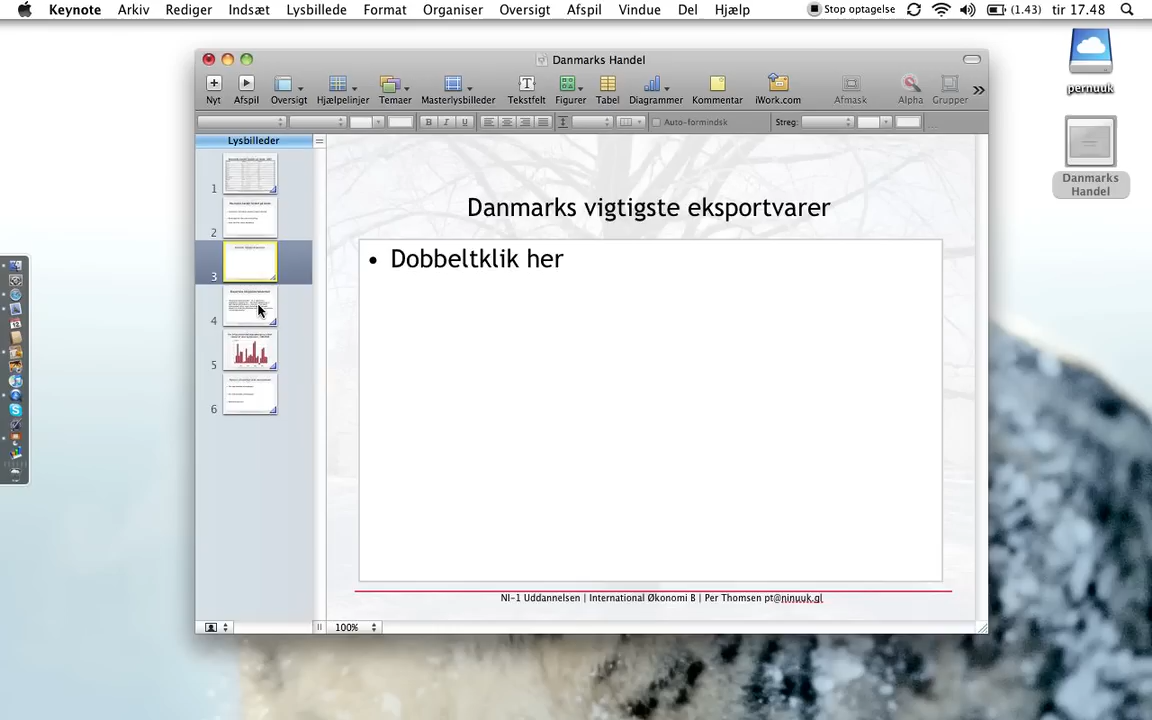 Keynote Arkiv Rediger Indsæt Lysbillede Format Organiser Oversigt Afspil Vindue Del Hjælp Stop optagelse (1.43) tir 17.48
Danmarks Handel
pernuuk
Nyt Afspil Oversigt Hjælpelinjer Temaer Masterlysbilleder Tekstfelt Figurer Tabel Diagrammer Kommentar iWork.com Afmask Alpha Grupper
B I U Auto-formindsk Streg:
Lysbilleder
Danmarks
Handel
1
2
3
4
5
6
Danmarks vigtigste eksportvarer
• Dobbeltklik her
NI-1 Uddannelsen | International Økonomi B | Per Thomsen pt@ninuuk.gl
100%